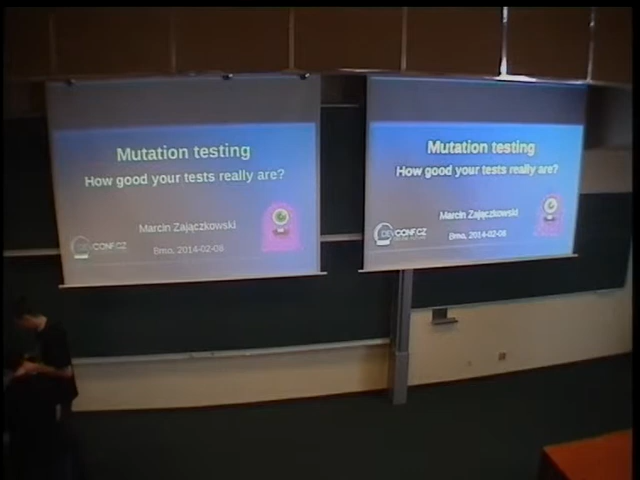 Mutation testing
How good your tests really are?
Marcin Zajączkowski
DEVCONF.CZ
Brno, 2014-02-08
Mutation testing
How good your tests really are?
Marcin Zajączkowski
DEVCONF.CZ
Brno, 2014-02-08